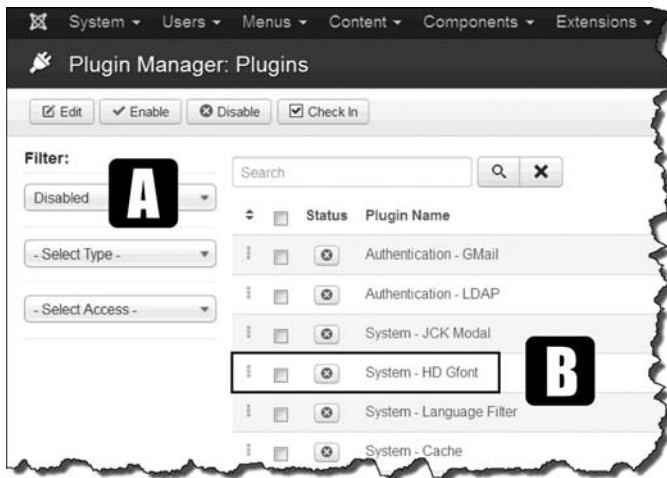 System Users Menus Content Components Extensions
Plugin Manager: Plugins
Edit Enable Disable Check In
Filter:
Disabled
A
- Select Type -
- Select Access -
Search
Status Plugin Name
Authentication - GMail
Authentication - LDAP
System - JCK Modal
System - HD Gfont
B
System - Language Filter
System - Cache